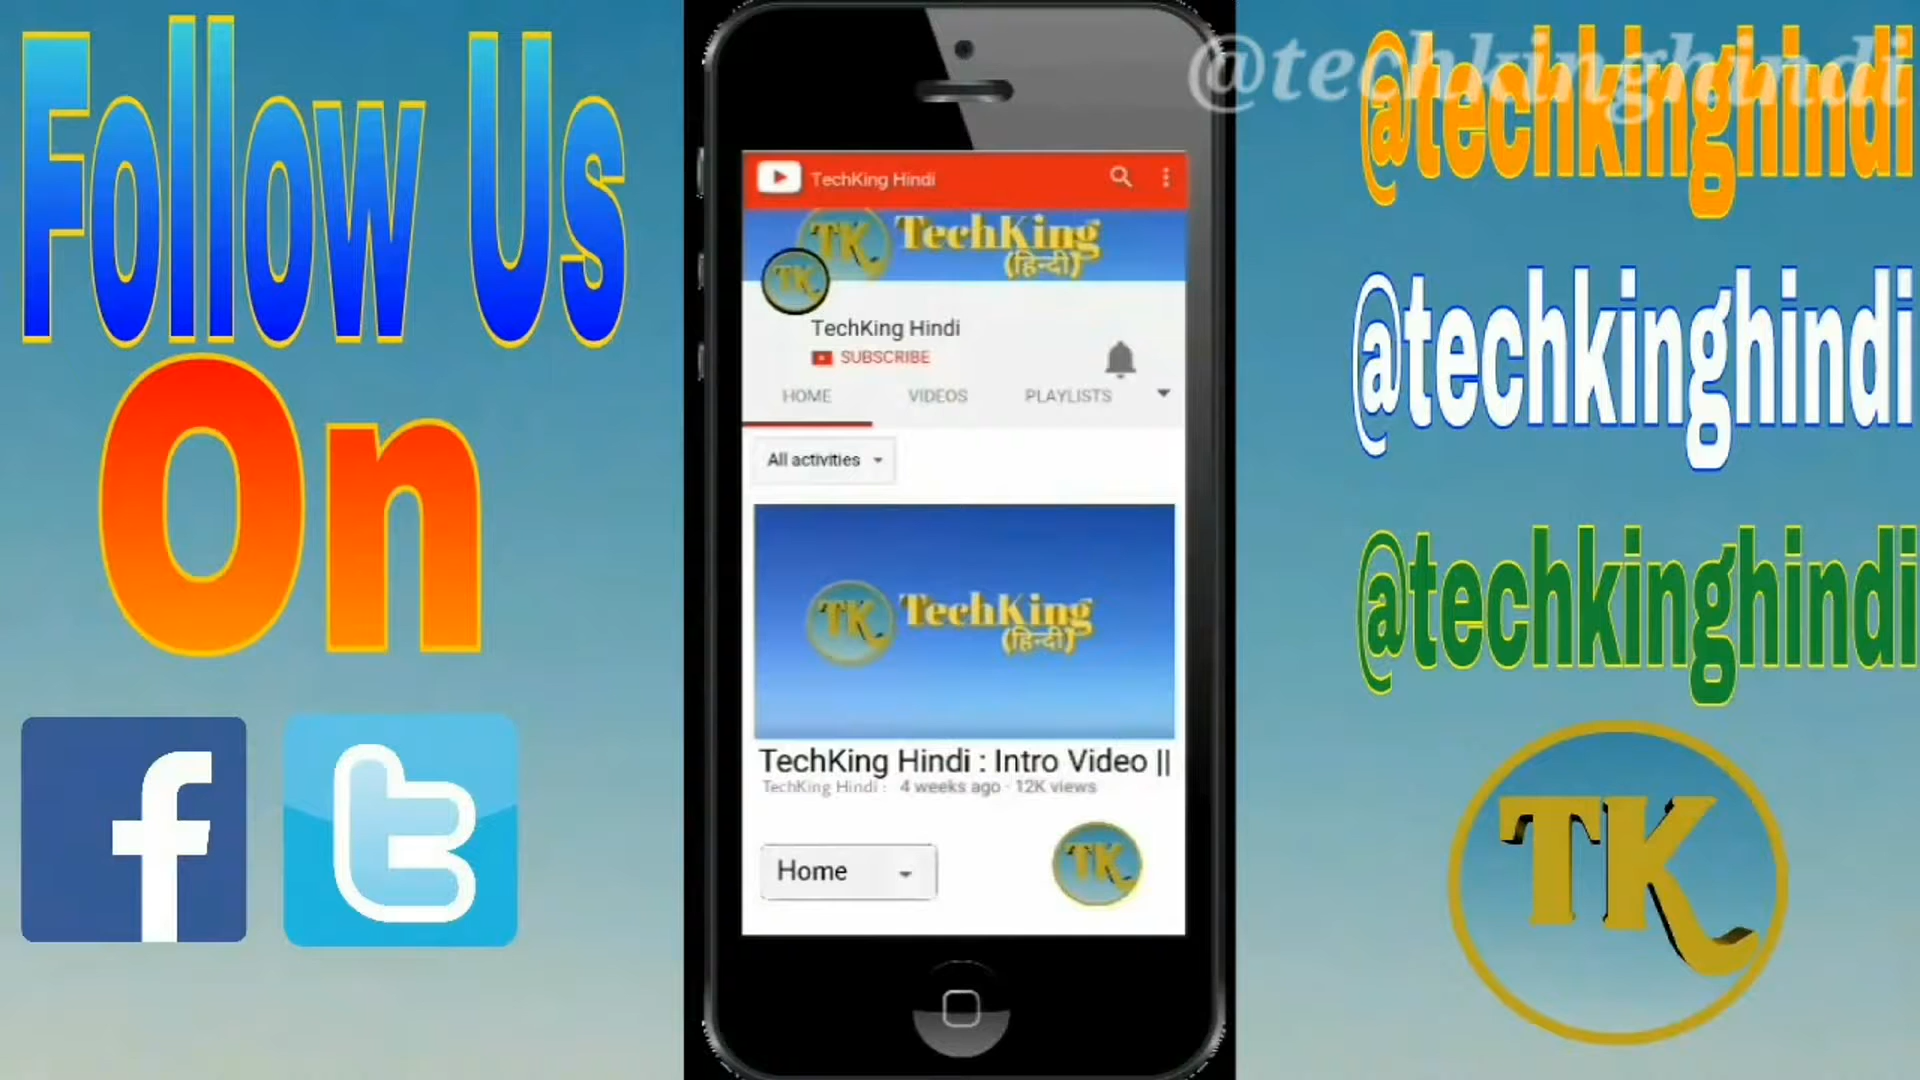 Follow Us
On
@techkinghindi
@techkinghindi
@techkinghindi
@techkinghindi
TK
TechKing Hindi
TK TechKing
(हिन्दी)
TK
TechKing Hindi
SUBSCRIBE
HOME VIDEOS PLAYLISTS
All activities
TK TechKing
(हिन्दी)
TechKing Hindi : Intro Video ||
TechKing Hindi : 4 weeks ago · 12K views
Home
TK